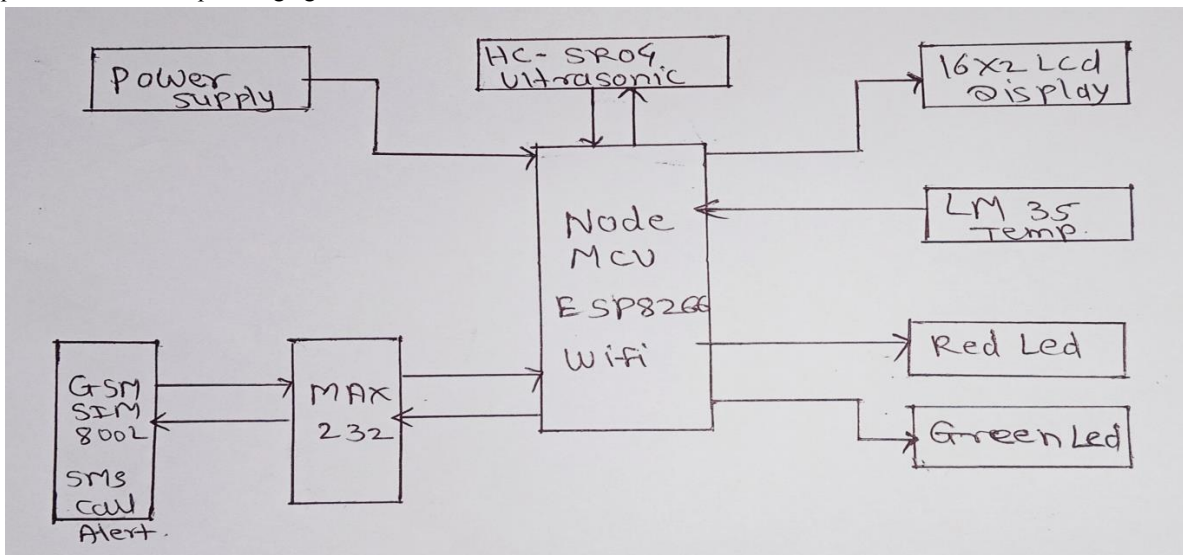 Power
supply
HC-SR04
Ultrasonic
16x2 Lcd
Display
Node
MCU
ESP8266
Wifi
LM 35
Temp.
Red Led
Green Led
GSM
SIM
800L
SMS
Call
Alert.
MAX
232